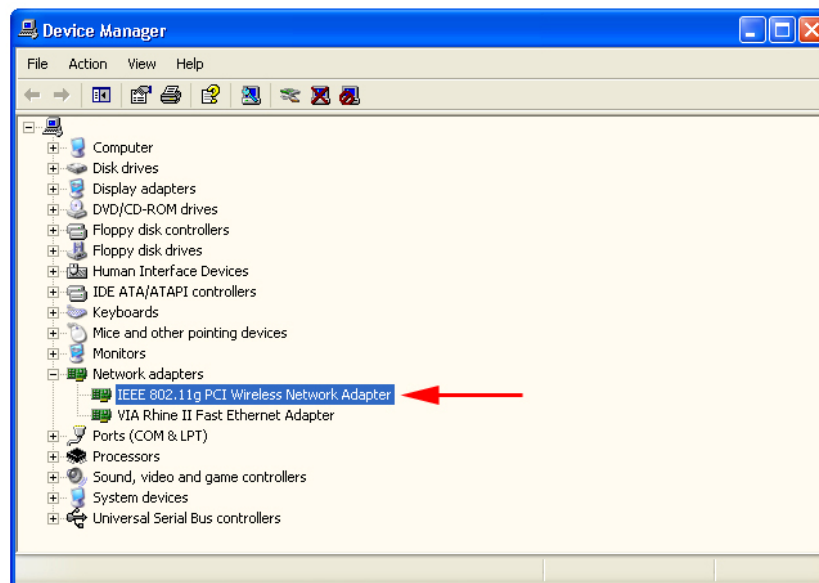 Device Manager
File Action View Help
Computer
Disk drives
Display adapters
DVD/CD-ROM drives
Floppy disk controllers
Floppy disk drives
Human Interface Devices
IDE ATA/ATAPI controllers
Keyboards
Mice and other pointing devices
Monitors
Network adapters
IEEE 802.11g PCI Wireless Network Adapter
VIA Rhine II Fast Ethernet Adapter
Ports (COM & LPT)
Processors
Sound, video and game controllers
System devices
Universal Serial Bus controllers